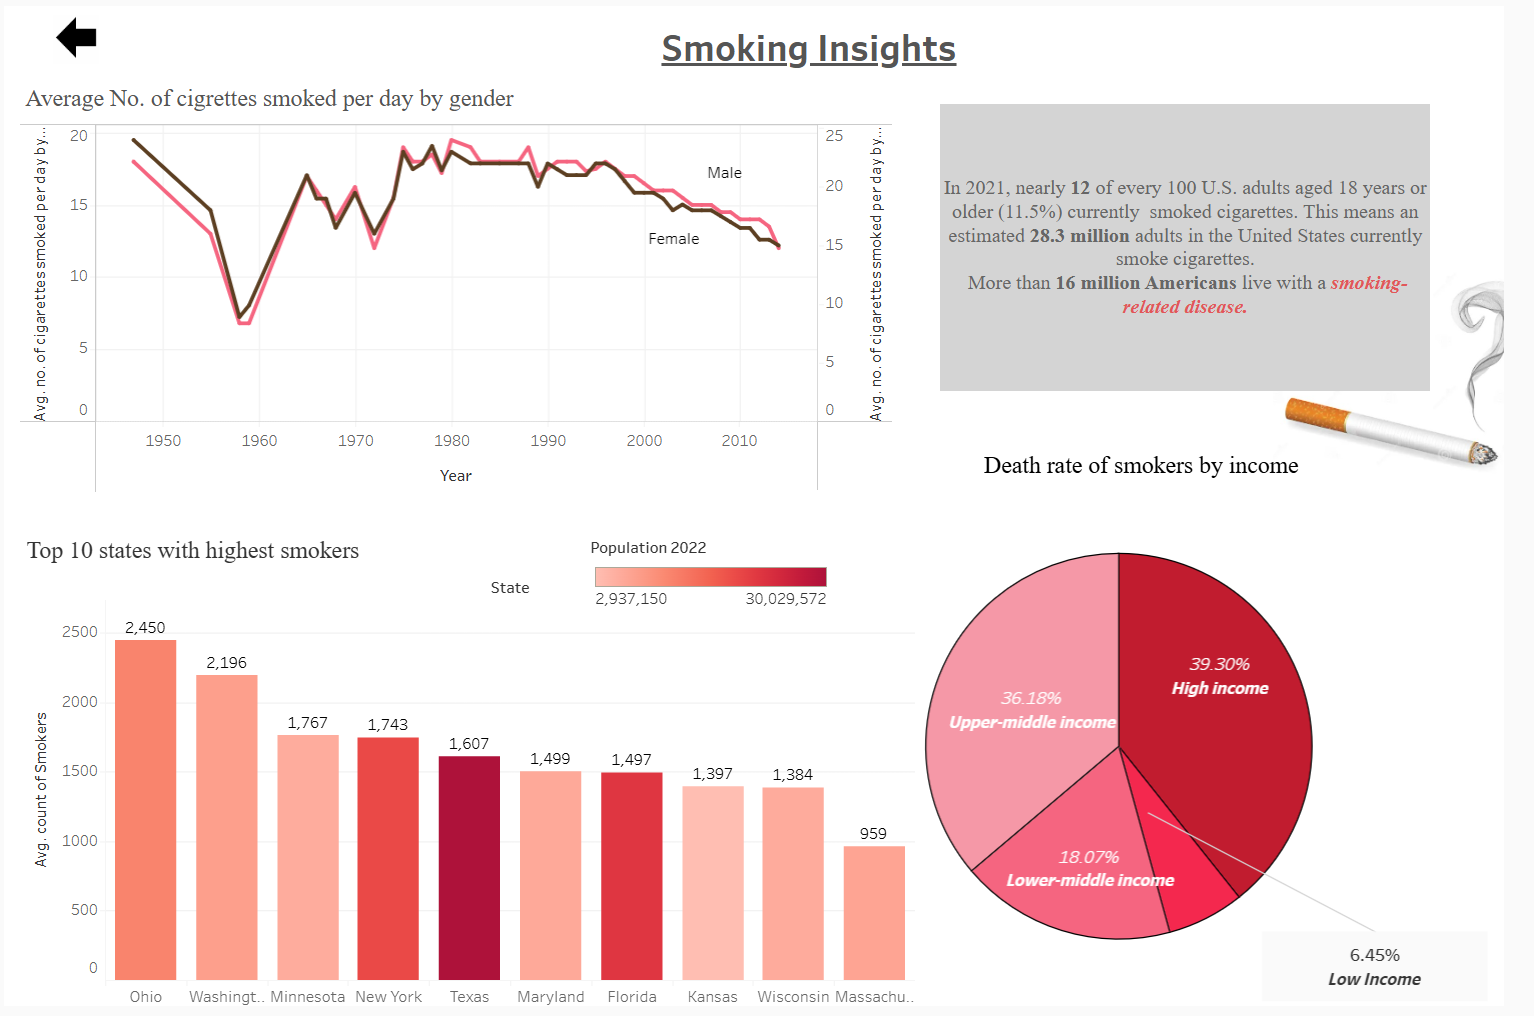 Smoking Insights
Average No. of cigrettes smoked per day by gender
Avg. no. of cigarettes smoked per day by...
20
15
10
5
0
25
20
15
10
5
0
Avg. no. of cigarettes smoked per day by...
Male
Female
1950 1960 1970 1980 1990 2000 2010
Year
In 2021, nearly 12 of every 100 U.S. adults aged 18 years or
older (11.5%) currently smoked cigarettes. This means an
estimated 28.3 million adults in the United States currently
smoke cigarettes.
More than 16 million Americans live with a smoking-
related disease.
Top 10 states with highest smokers
State
Population 2022
2,937,150 30,029,572
Avg. count of Smokers
2500
2000
1500
1000
500
0
2,450
2,196
1,767
1,743
1,607
1,499
1,497
1,397
1,384
959
Ohio Washingt.. Minnesota New York Texas Maryland Florida Kansas Wisconsin Massachu..
Death rate of smokers by income
39.30%
High income
36.18%
Upper-middle income
18.07%
Lower-middle income
6.45%
Low Income